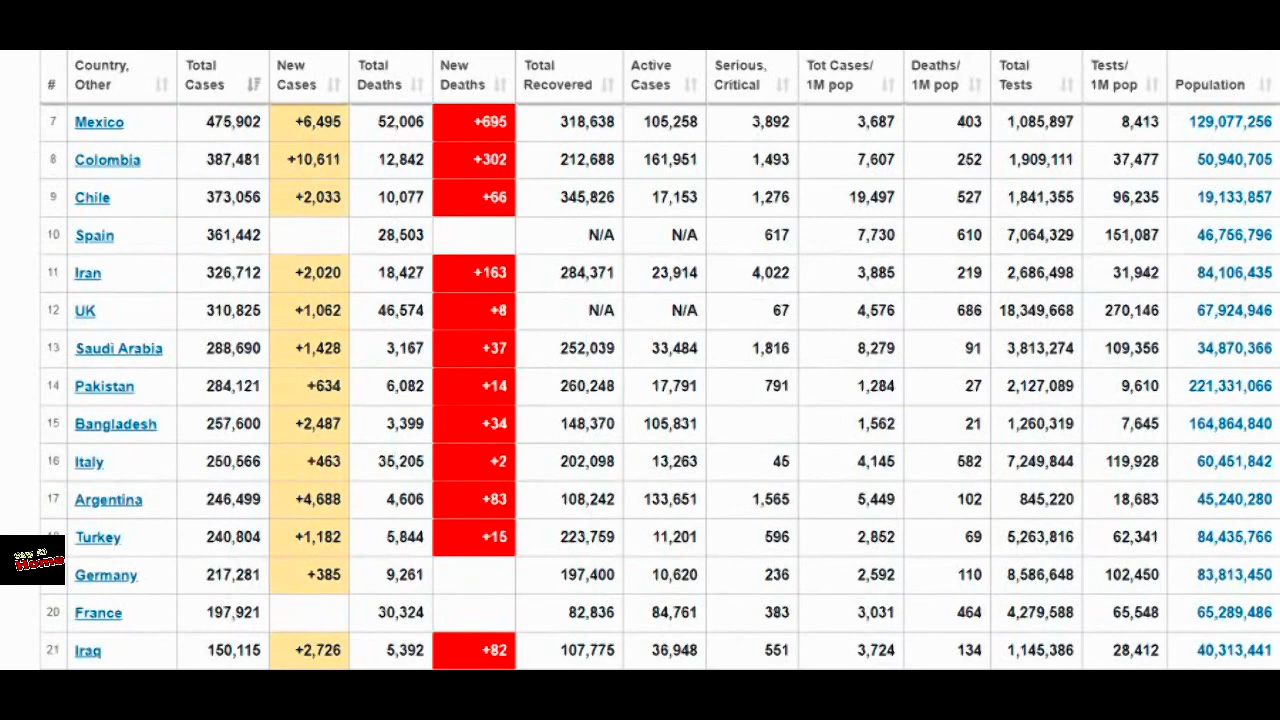 # Country, Other Total Cases New Cases Total Deaths New Deaths Total Recovered Active Cases Serious, Critical Tot Cases/ 1M pop Deaths/ 1M pop Total Tests Tests/ 1M pop Population
7 Mexico 475,902 +6,495 52,006 +695 318,638 105,258 3,892 3,687 403 1,085,897 8,413 129,077,256
8 Colombia 387,481 +10,611 12,842 +302 212,688 161,951 1,493 7,607 252 1,909,111 37,477 50,940,705
9 Chile 373,056 +2,033 10,077 +66 345,826 17,153 1,276 19,497 527 1,841,355 96,235 19,133,857
10 Spain 361,442 28,503 N/A N/A 617 7,730 610 7,064,329 151,087 46,756,796
11 Iran 326,712 +2,020 18,427 +163 284,371 23,914 4,022 3,885 219 2,686,498 31,942 84,106,435
12 UK 310,825 +1,062 46,574 +8 N/A N/A 67 4,576 686 18,349,668 270,146 67,924,946
13 Saudi Arabia 288,690 +1,428 3,167 +37 252,039 33,484 1,816 8,279 91 3,813,274 109,356 34,870,366
14 Pakistan 284,121 +634 6,082 +14 260,248 17,791 791 1,284 27 2,127,089 9,610 221,331,066
15 Bangladesh 257,600 +2,487 3,399 +34 148,370 105,831 1,562 21 1,260,319 7,645 164,864,840
16 Italy 250,566 +463 35,205 +2 202,098 13,263 45 4,145 582 7,249,844 119,928 60,451,842
17 Argentina 246,499 +4,688 4,606 +83 108,242 133,651 1,565 5,449 102 845,220 18,683 45,240,280
Turkey 240,804 +1,182 5,844 +15 223,759 11,201 596 2,852 69 5,263,816 62,341 84,435,766
Germany 217,281 +385 9,261 197,400 10,620 236 2,592 110 8,586,648 102,450 83,813,450
20 France 197,921 30,324 82,836 84,761 383 3,031 464 4,279,588 65,548 65,289,486
21 Iraq 150,115 +2,726 5,392 +82 107,775 36,948 551 3,724 134 1,145,386 28,412 40,313,441
Home